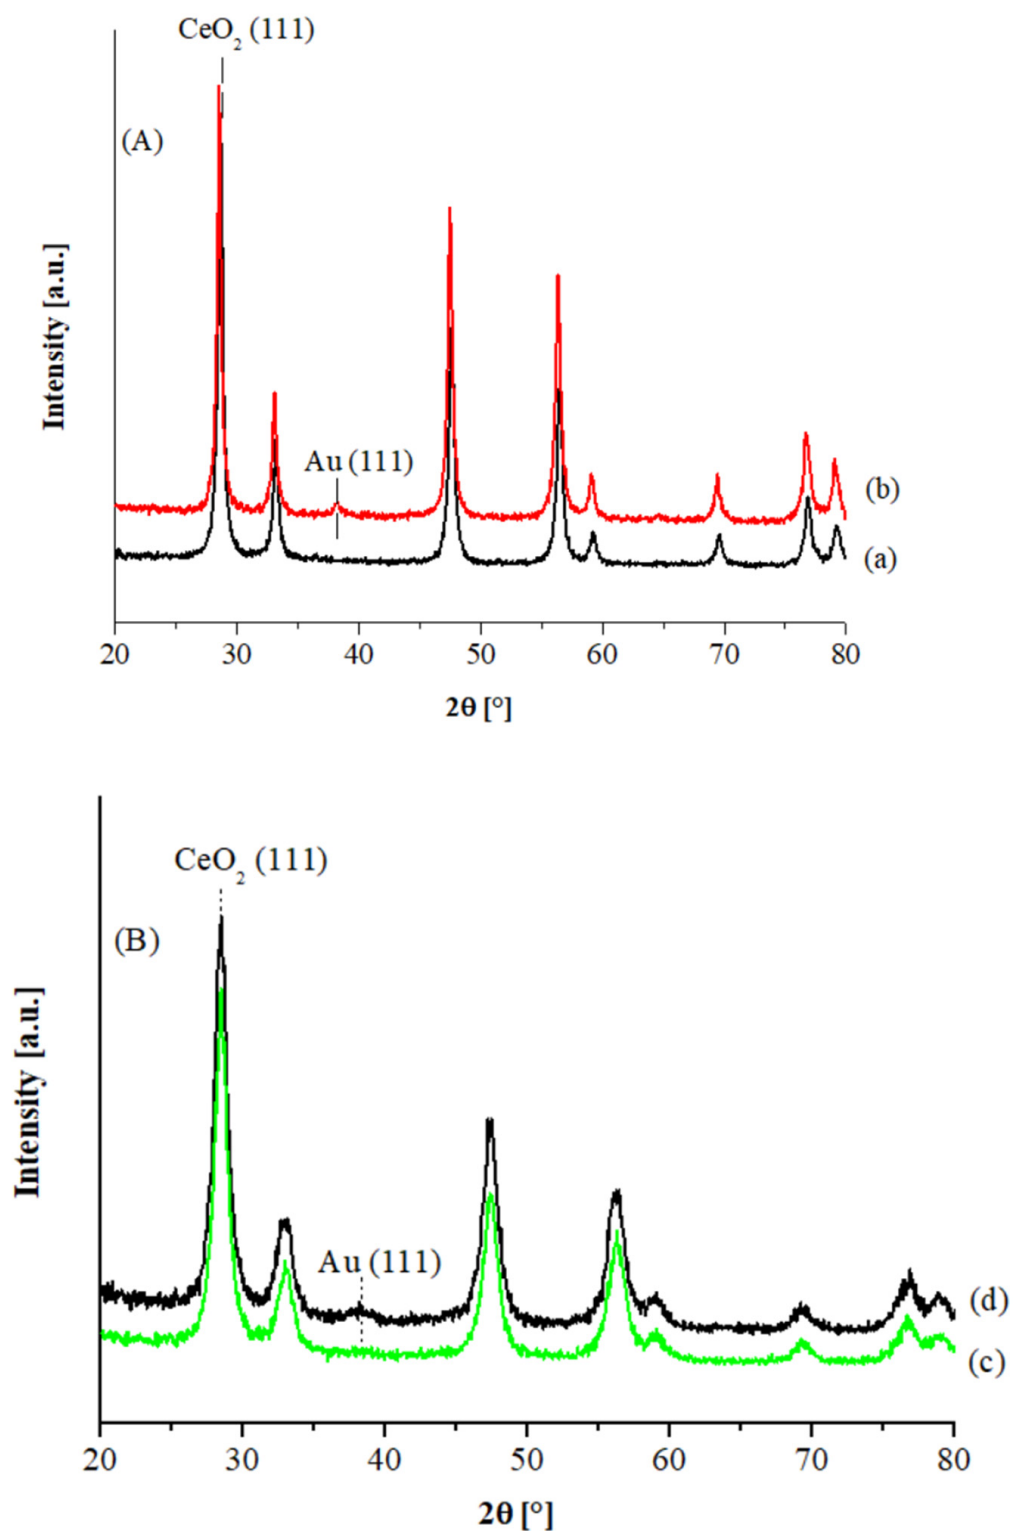 CeO2 (111)
(A)
Intensity [a.u.]
Au (111)
(b)
(a)
20 30 40 50 60 70 80
2θ [°]
CeO2 (111)
(B)
Intensity [a.u.]
Au (111)
(d)
(c)
20 30 40 50 60 70 80
2θ [°]